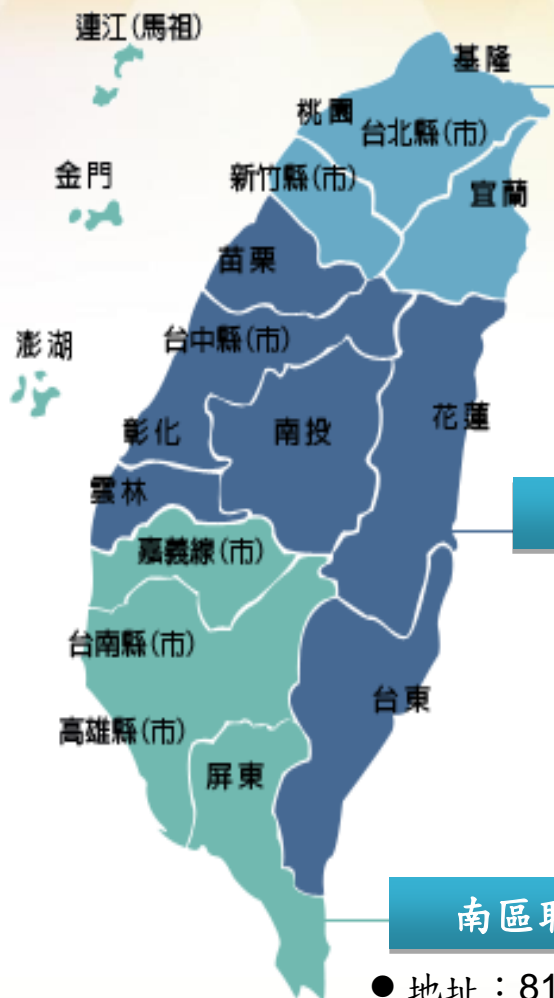 連江(馬祖)
基隆
桃園
台北縣(市)
金門
新竹縣(市)
宜蘭
苗栗
台中縣(市)
澎湖
花蓮
彰化
南投
雲林
嘉義線(市)
台南縣(市)
台東
高雄縣(市)
屏東
南區
● 地址：81